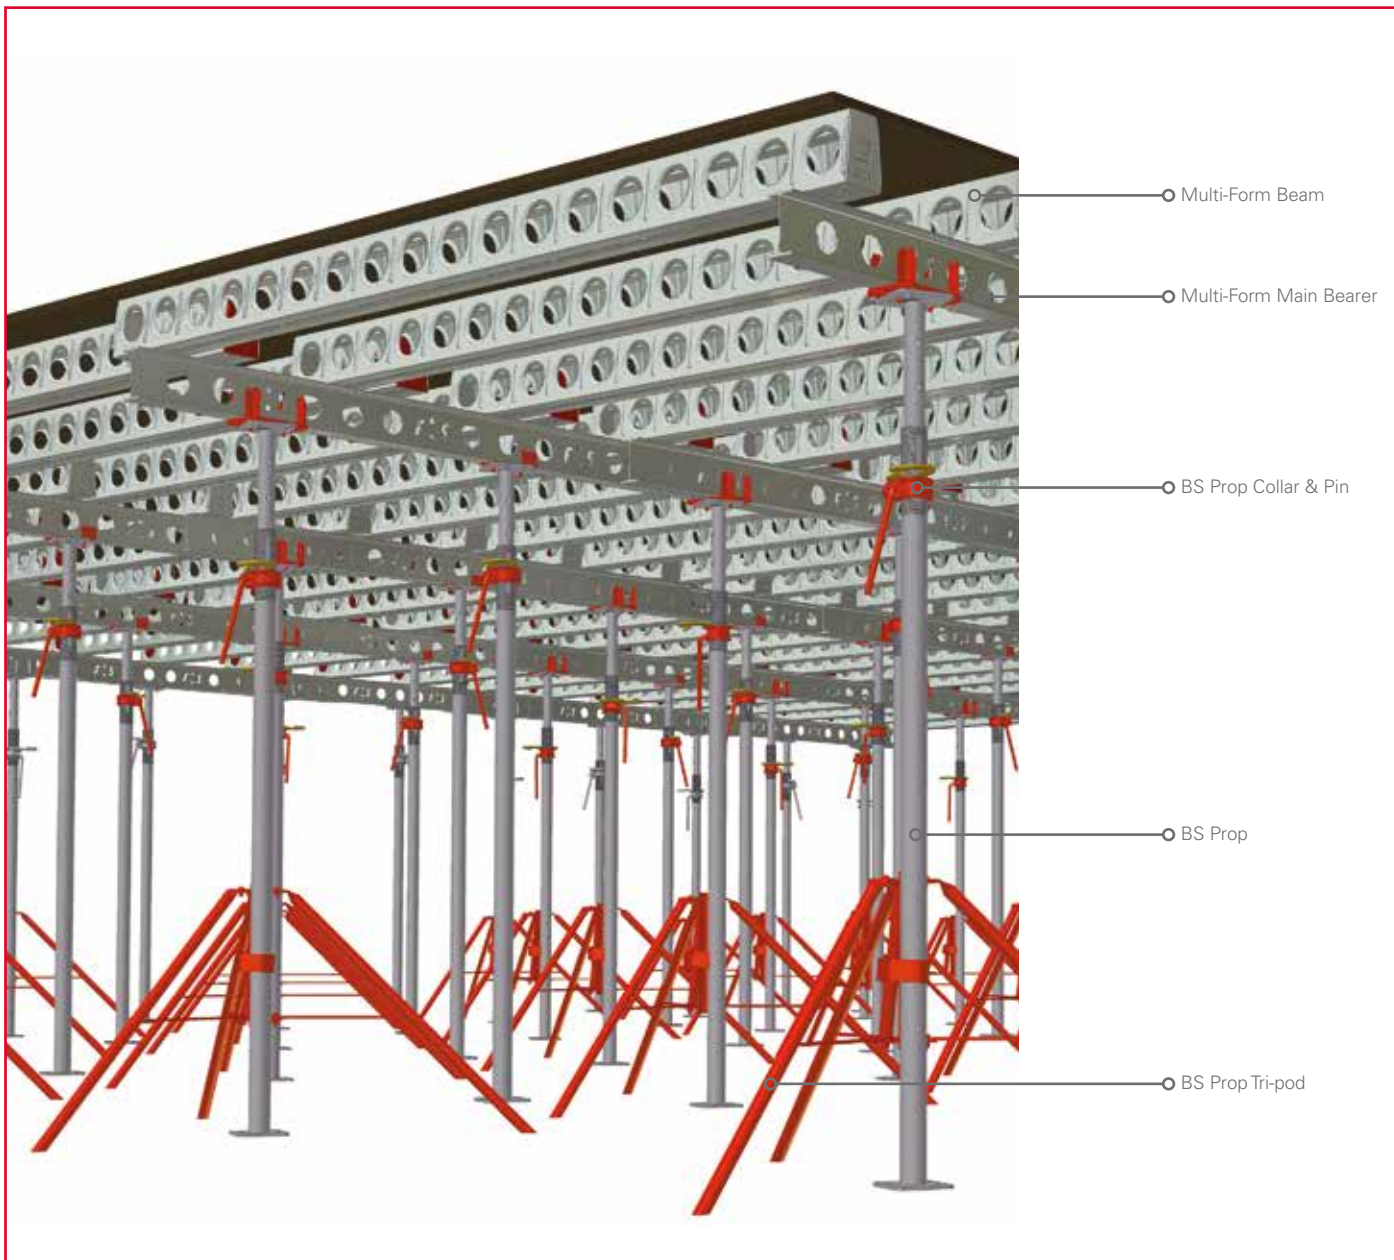 Multi-Form Beam
Multi-Form Main Bearer
BS Prop Collar & Pin
BS Prop
BS Prop Tri-pod